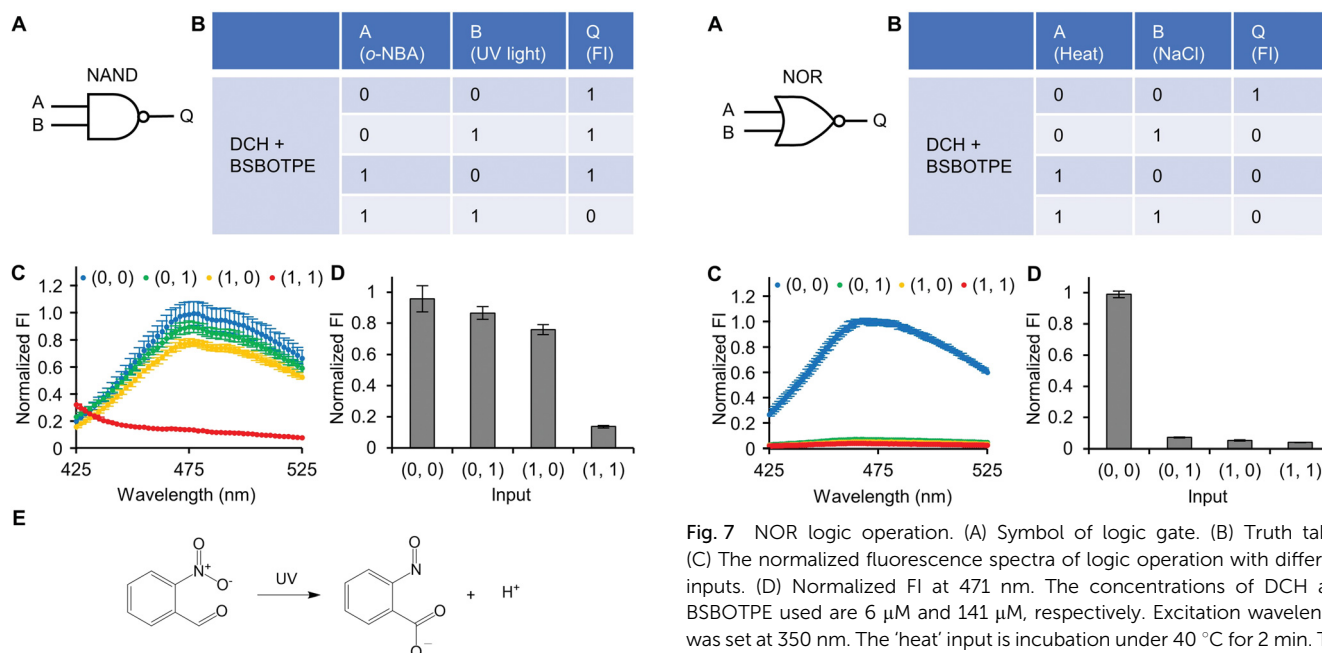 A
NAND
A
B
Q
B
A (o-NBA) B (UV light) Q (FI)
DCH + BSBOTPE
0 0 1
0 1 1
1 0 1
1 1 0
C
(0, 0) (0, 1) (1, 0) (1, 1)
Normalized FI
1.2
1.0
0.8
0.6
0.4
0.2
0
425 475 525
Wavelength (nm)
D
Normalized FI
1
0.8
0.6
0.4
0.2
0
(0, 0) (0, 1) (1, 0) (1, 1)
Input
E
O
N+
O-
O
UV
O
N
O
O−
+ H+
A
NOR
A
B
Q
B
A (Heat) B (NaCl) Q (FI)
DCH + BSBOTPE
0 0 1
0 1 0
1 0 0
1 1 0
C
(0, 0) (0, 1) (1, 0) (1, 1)
Normalized FI
1.2
1.0
0.8
0.6
0.4
0.2
0
425 475 525
Wavelength (nm)
D
Normalized FI
1
0.8
0.6
0.4
0.2
0
(0, 0) (0, 1) (1, 0) (1, 1)
Input
Fig. 7 NOR logic operation. (A) Symbol of logic gate. (B) Truth
(C) The normalized fluorescence spectra of logic operation with
inputs. (D) Normalized FI at 471 nm. The concentrations of DCH
BSBOTPE used are 6 μM and 141 μM, respectively. Excitation
was set at 350 nm. The 'heat' input is incubation under 40 °C for 2 min.